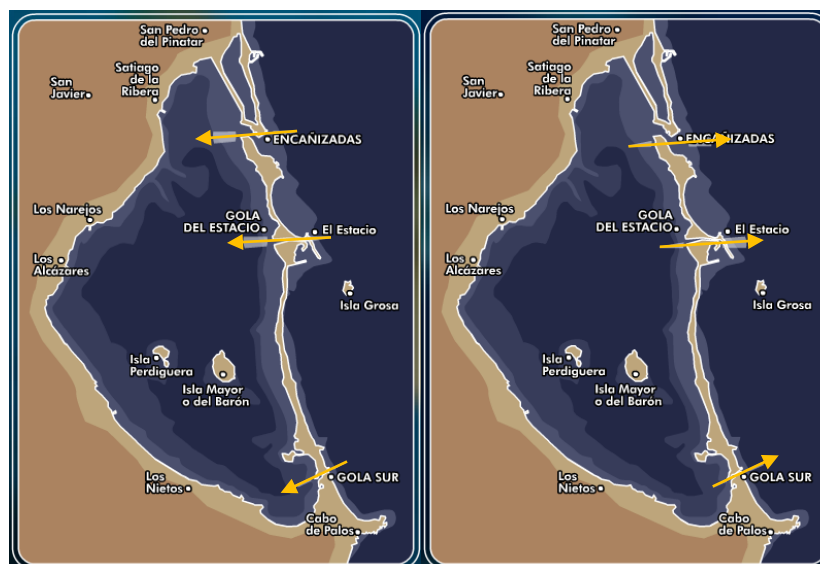 San Pedro
del Pinatar
Satiago
de la
Ribera
San
Javier
ENCAÑIZADAS
Los Narejos
GOLA
DEL ESTACIO
El Estacio
Los
Alcázares
Isla Grosa
Isla
Perdiguera
Isla Mayor
o del Barón
Los
Nietos
GOLA SUR
Cabo
de Palos
San Pedro
del Pinatar
Satiago
de la
Ribera
San
Javier
ENCAÑIZADAS
Los Narejos
GOLA
DEL ESTACIO
El Estacio
Los
Alcázares
Isla Grosa
Isla
Perdiguera
Isla Mayor
o del Barón
Los
Nietos
GOLA SUR
Cabo
de Palos